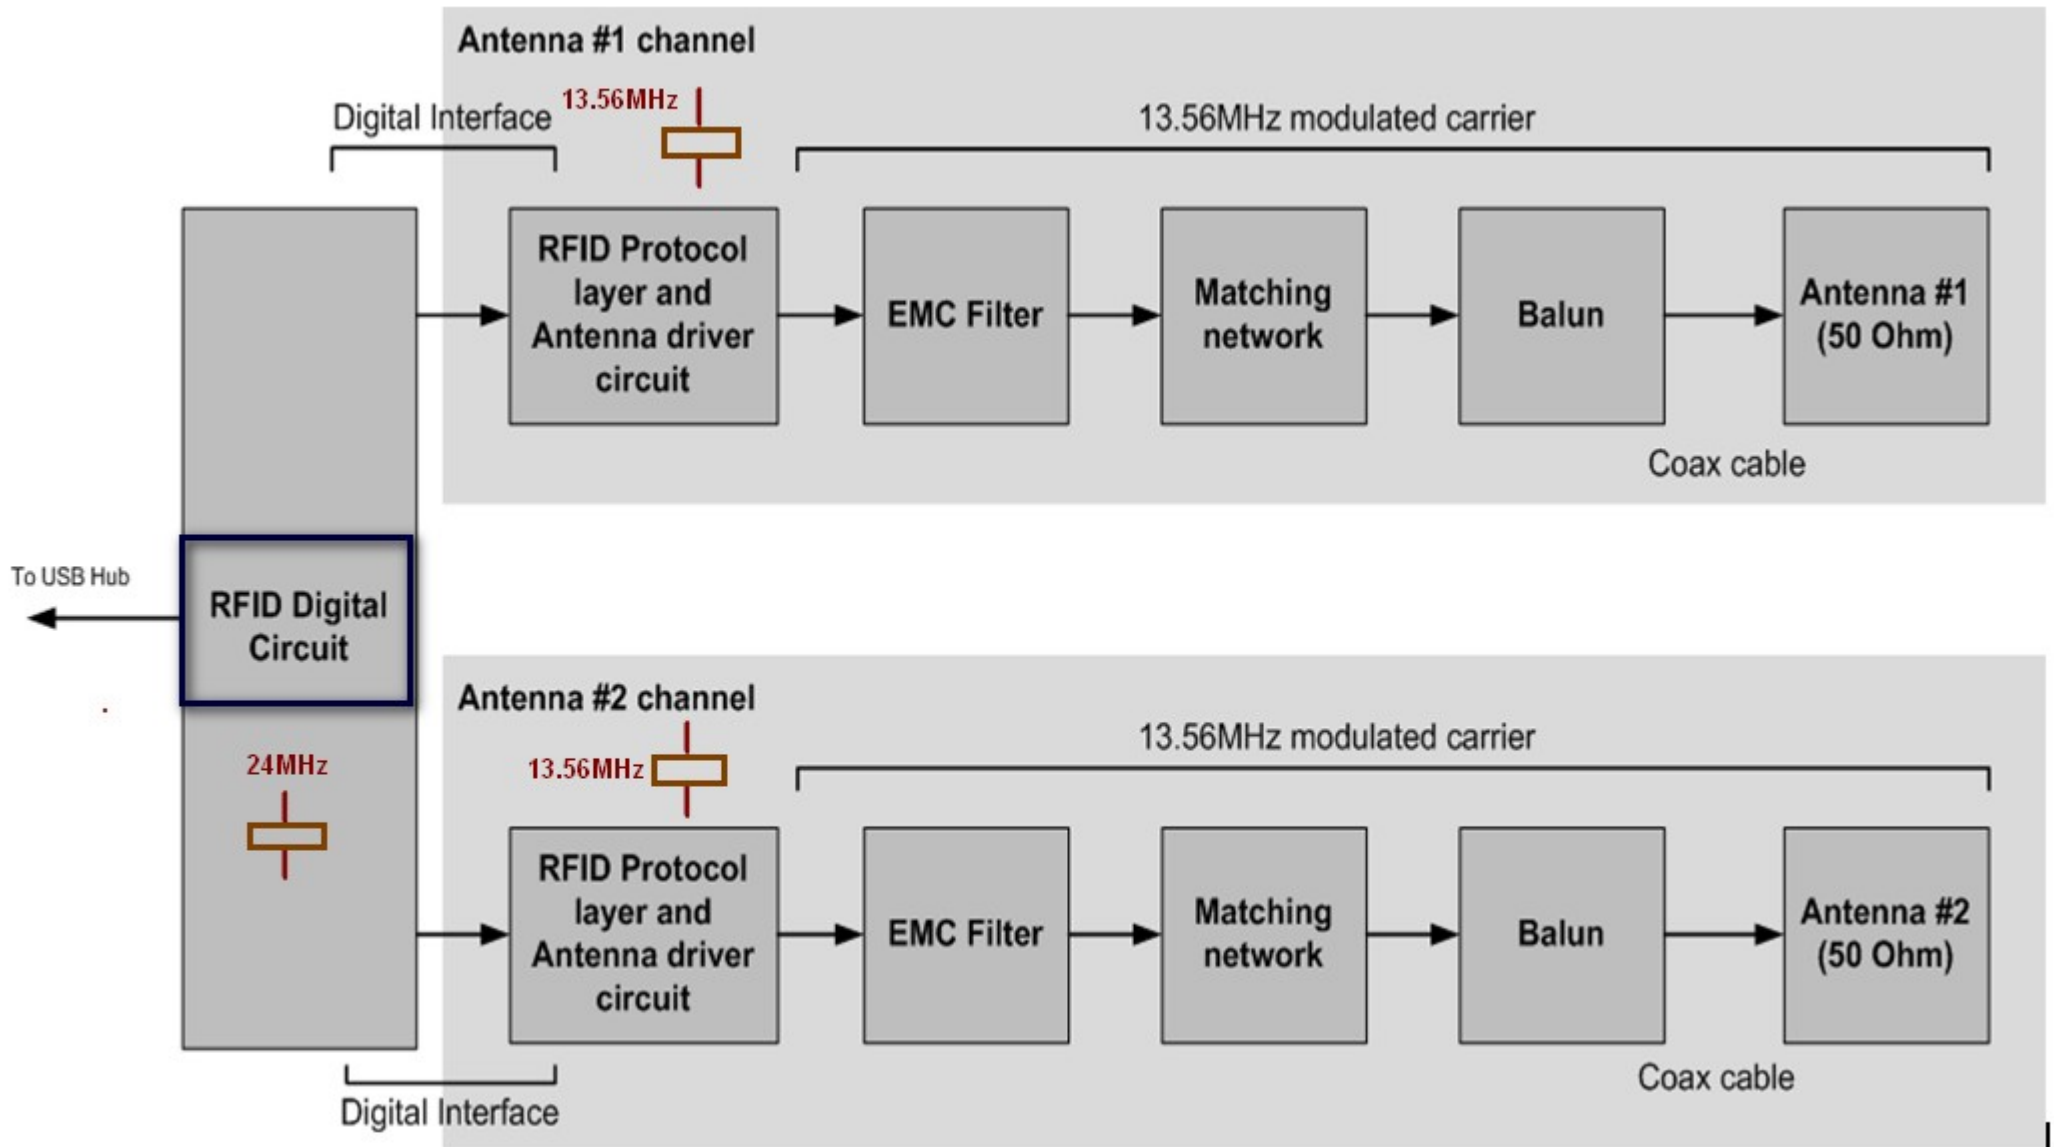 Antenna #1 channel
13.56MHz
Digital Interface
13.56MHz modulated carrier
RFID Protocol
layer and
Antenna driver
circuit
EMC Filter
Matching
network
Balun
Antenna #1
(50 Ohm)
Coax cable
To USB Hub
RFID Digital
Circuit
24MHz
Antenna #2 channel
13.56MHz
13.56MHz modulated carrier
RFID Protocol
layer and
Antenna driver
circuit
EMC Filter
Matching
network
Balun
Antenna #2
(50 Ohm)
Coax cable
Digital Interface